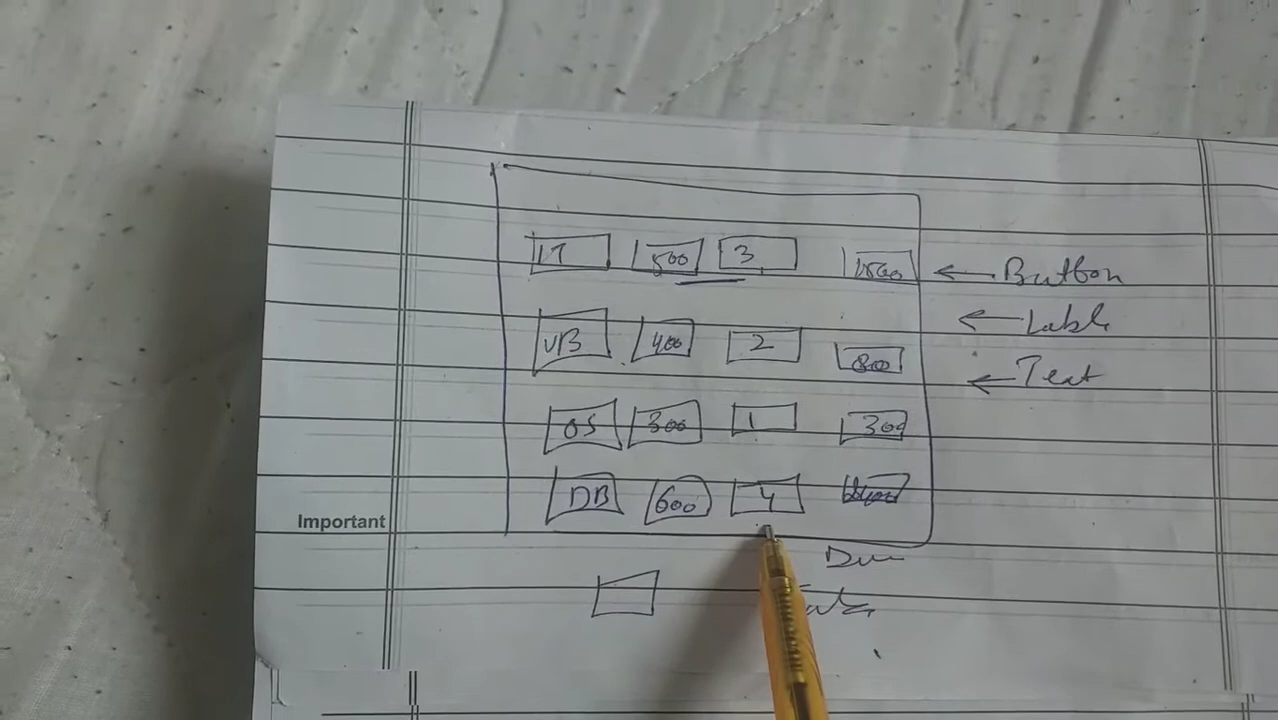 IT 500 3 1500 ← Button
← Lable
VB 400 2 800
← Text
OS 300 1 300
DB 600 4
Important